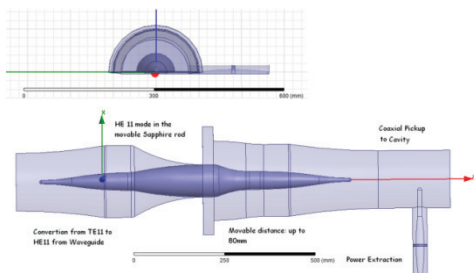 0
300
600 (mm)
HE 11 made in the
movable Sapphire rod
Coaxial Pickup
to Cavity
X
Convertion from TE11 to
HE11 from Waveguide
Movable distance: up to
80mm
0
250
500 (mm)
Power Extraction